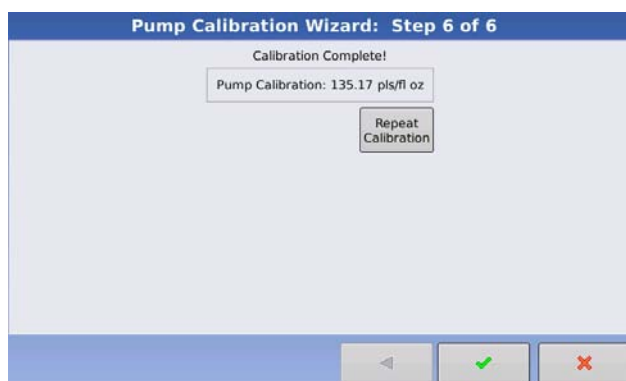 Pump Calibration Wizard: Step 6 of 6
Calibration Complete!
Pump Calibration: 135.17 pls/fl oz
Repeat
Calibration